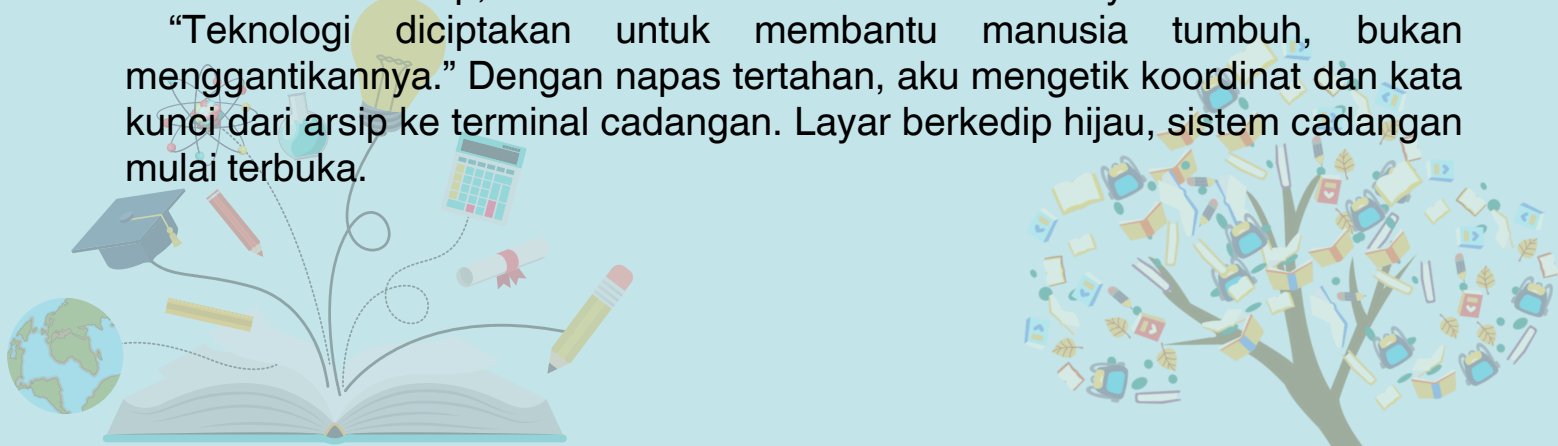 “Teknologi diciptakan untuk membantu manusia tumbuh, bukan
menggantikannya.” Dengan napas tertahan, aku mengetik koordinat dan kata
kunci dari arsip ke terminal cadangan. Layar berkedip hijau, sistem cadangan
mulai terbuka.